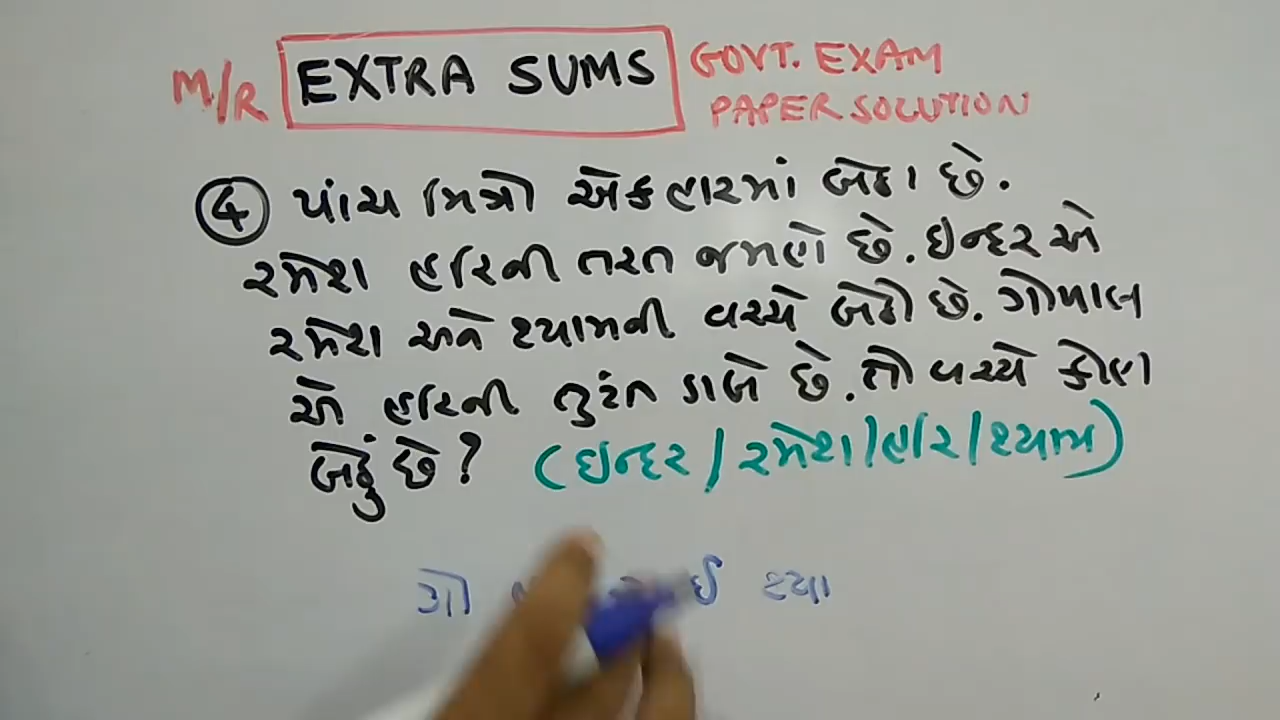 M/R EXTRA SUMS GOVT. EXAM
PAPER SOLUTION
④ પાંચ મિત્રો એક હારમાં બેઠા છે.
રમેશ હરિની તરત જમણે છે. ઇન્દર એ
રમેશ અને શ્યામની વચ્ચે બેઠો છે. ગોપાલ
એ હરિની તુરંત ડાબે છે. તો વચ્ચે કોણ
બેઠું છે? (ઇન્દર/રમેશ/હરિ/શ્યામ)
ગો ઈ શ્યા